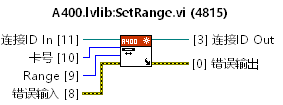 A400.lvlib:SetRange.vi (4815)
连接ID In [11]
[3] 连接ID Out
A400
卡号 [10]
Range [9]
[0] 错误输出
错误输入 [8]